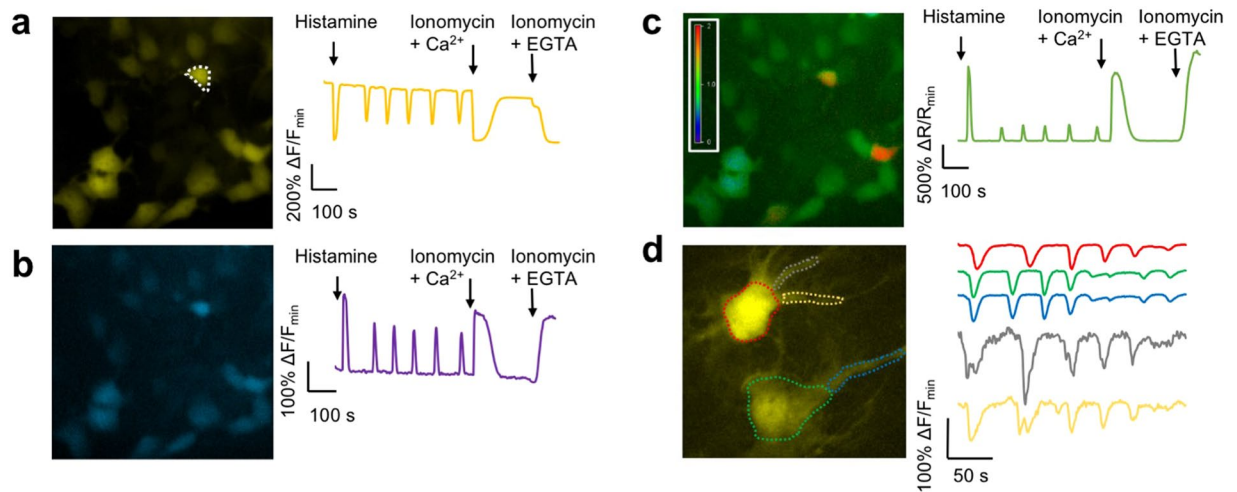 a
Histamine
Ionomycin
+ Ca²⁺
Ionomycin
+ EGTA
200% ΔF/Fmin
100 s
b
Histamine
Ionomycin
+ Ca²⁺
Ionomycin
+ EGTA
100% ΔF/Fmin
100 s
c
2
1.0
0
Histamine
Ionomycin
+ Ca²⁺
Ionomycin
+ EGTA
500% ΔR/Rmin
100 s
d
100% ΔF/Fmin
50 s